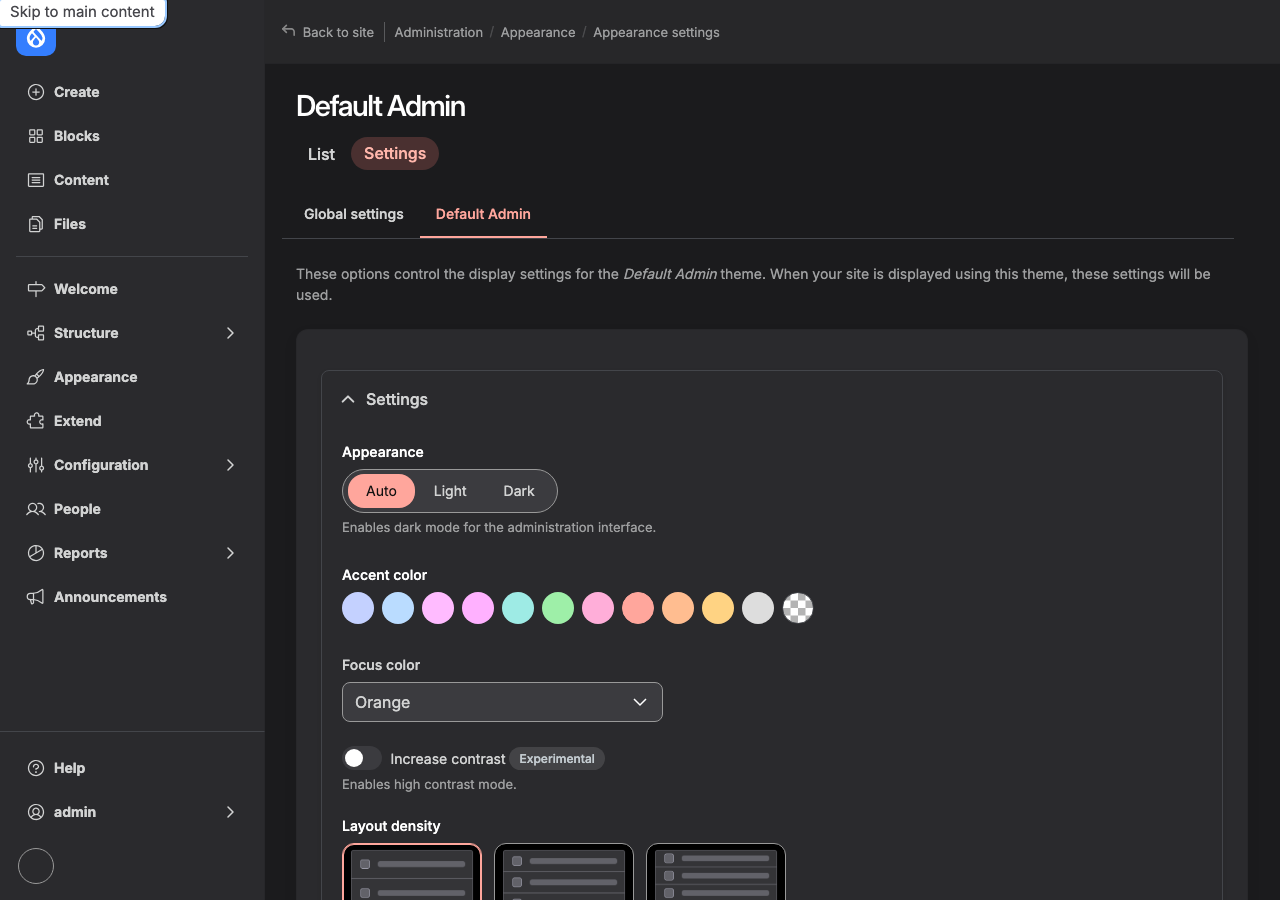 Skip to main content
Back to site
Administration / Appearance / Appearance settings
Create
Blocks
Content
Files
Welcome
Structure
Appearance
Extend
Configuration
People
Reports
Announcements
Help
admin
Default Admin
List
Settings
Global settings
Default Admin
These options control the display settings for the Default Admin theme. When your site is displayed using this theme, these settings will be
used.
Settings
Appearance
Auto
Light
Dark
Enables dark mode for the administration interface.
Accent color
Focus color
Orange
Increase contrast
Experimental
Enables high contrast mode.
Layout density